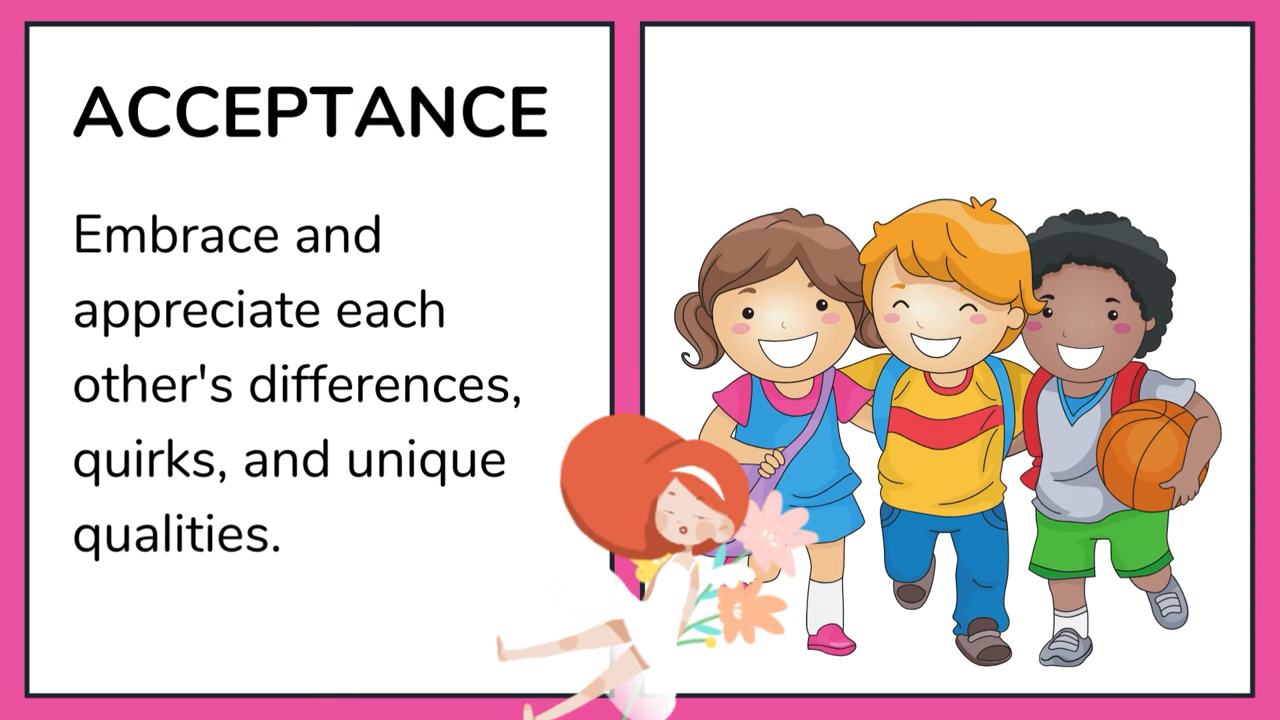 ACCEPTANCE
Embrace and
appreciate each
other's differences,
quirks, and unique
qualities.